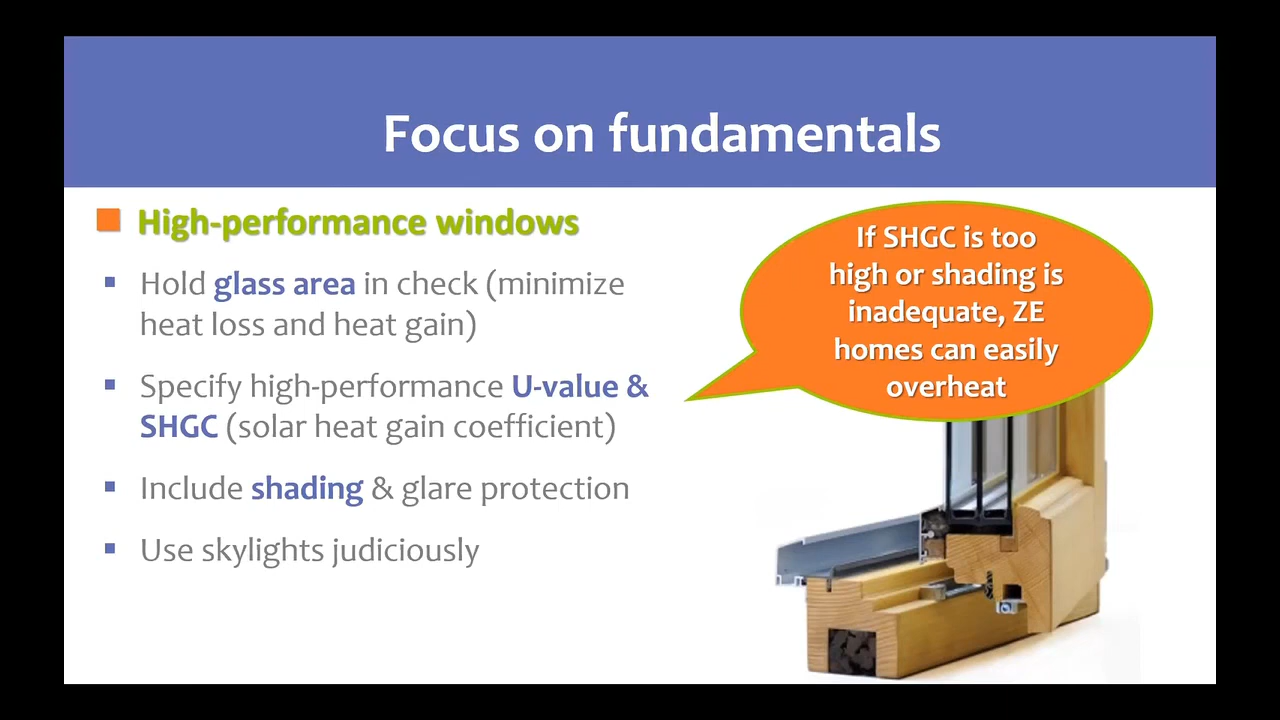 Focus on fundamentals
High-performance windows
Hold glass area in check (minimize
heat loss and heat gain)
Specify high-performance U-value &
SHGC (solar heat gain coefficient)
Include shading & glare protection
Use skylights judiciously
If SHGC is too
high or shading is
inadequate, ZE
homes can easily
overheat